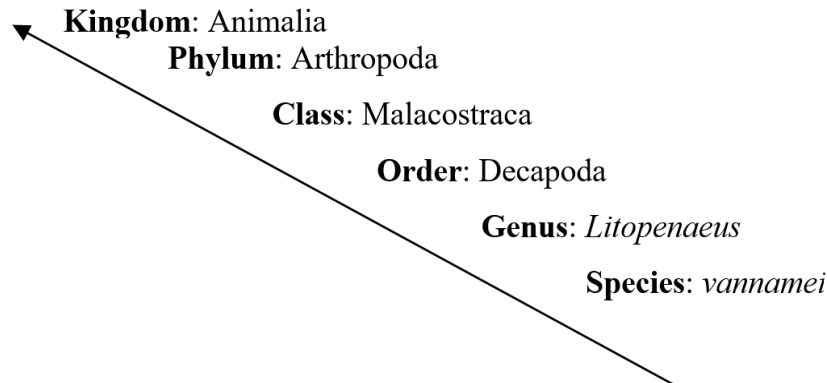 Kingdom: Animalia
Phylum: Arthropoda
Class: Malacostraca
Order: Decapoda
Genus: Litopenaeus
Species: vannamei